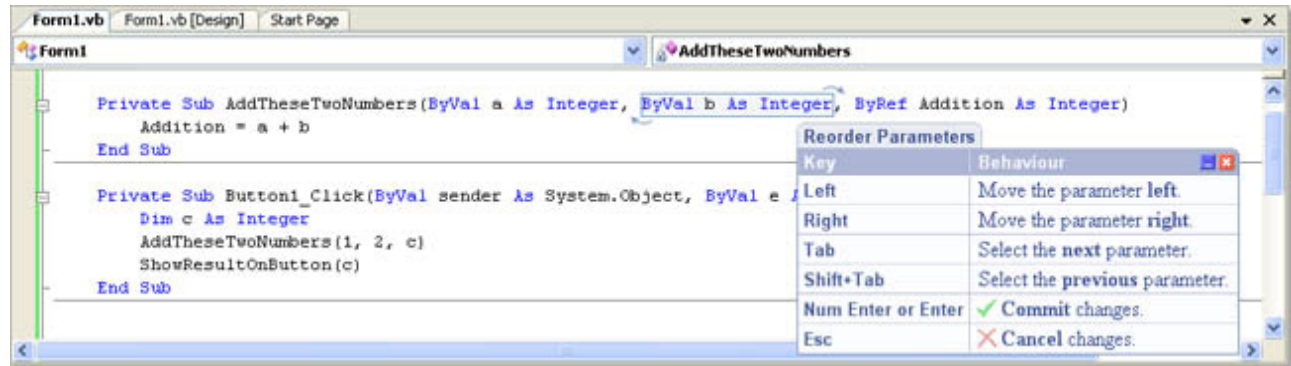 Form1.vb Form1.vb [Design] Start Page
Form1 AddTheseTwoNumbers
Private Sub AddTheseTwoNumbers(ByVal a As Integer, ByVal b As Integer, ByRef Addition As Integer)
Addition = a + b
End Sub
Private Sub Button1_Click(ByVal sender As System.Object, ByVal e
Dim c As Integer
AddTheseTwoNumbers(1, 2, c)
ShowResultOnButton(c)
End Sub
Reorder Parameters
Key Behaviour
Left Move the parameter left.
Right Move the parameter right.
Tab Select the next parameter.
Shift+Tab Select the previous parameter.
Num Enter or Enter Commit changes.
Esc Cancel changes.